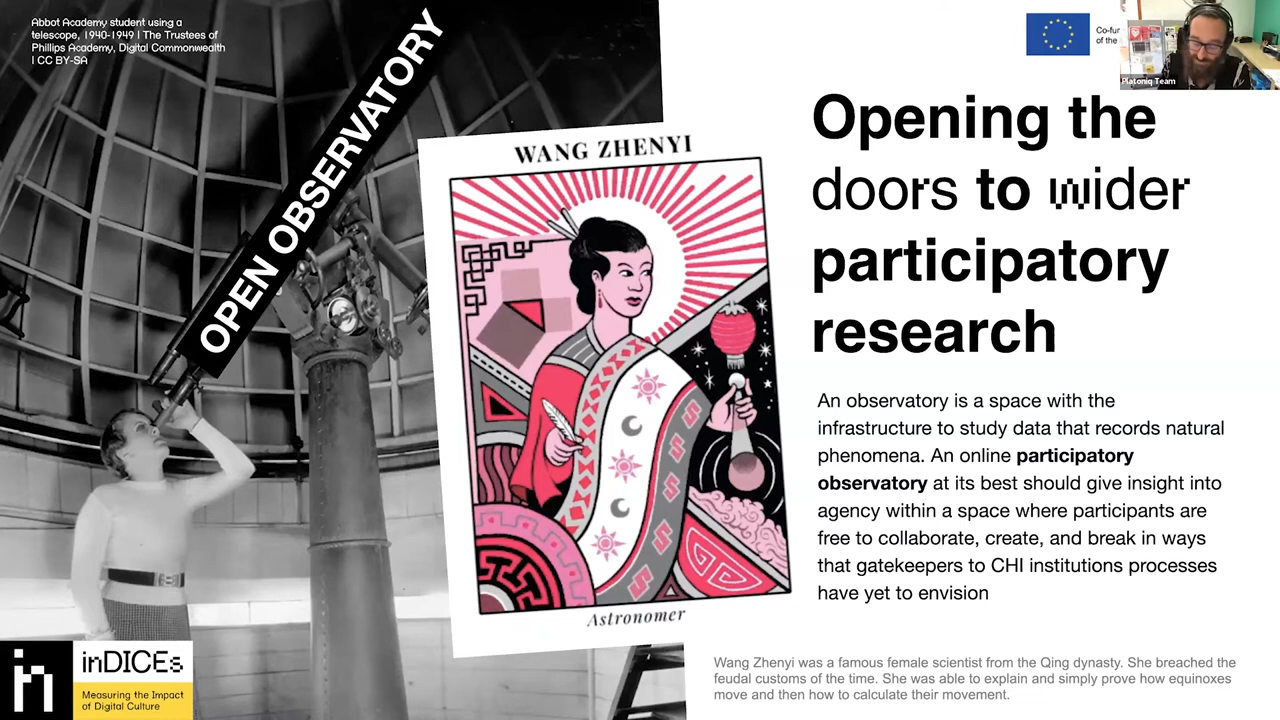 Abbot Academy student using a
telescope, 1940-1949 | The Trustees of
Phillips Academy, Digital Commonwealth
| CC BY-SA
OPEN OBSERVATORY
WANG ZHENYI
Astronomer
Co-fur
of the
Platoniq Team
Opening the
doors to wider
participatory
research
An observatory is a space with the
infrastructure to study data that records natural
phenomena. An online participatory
observatory at its best should give insight into
agency within a space where participants are
free to collaborate, create, and break in ways
that gatekeepers to CHI institutions processes
have yet to envision
Wang Zhenyi was a famous female scientist from the Qing dynasty. She breached the
feudal customs of the time. She was able to explain and simply prove how equinoxes
move and then how to calculate their movement.
in
inDICEs
Measuring the Impact
of Digital Culture